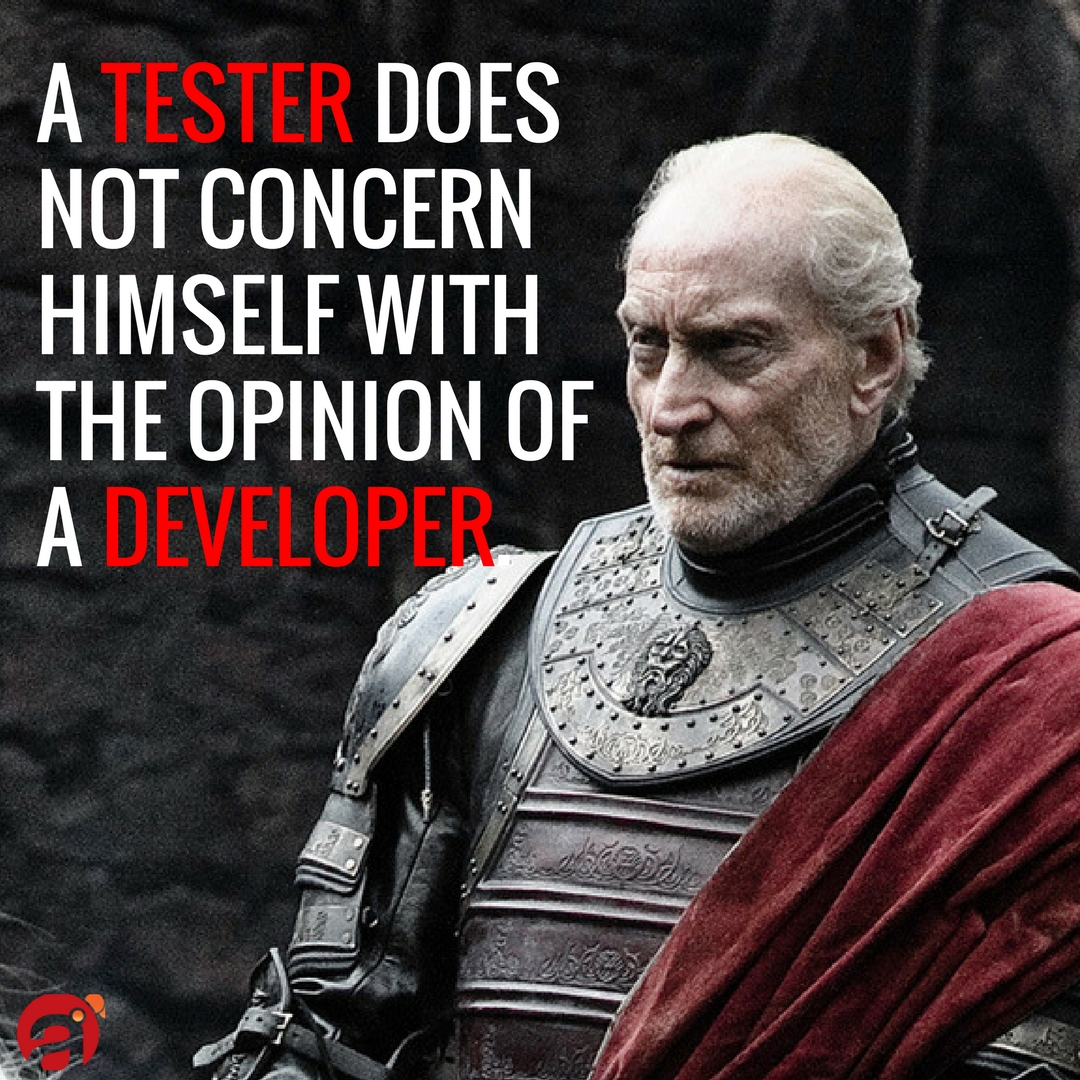 A TESTER DOES
NOT CONCERN
HIMSELF WITH
THE OPINION OF
A DEVELOPER